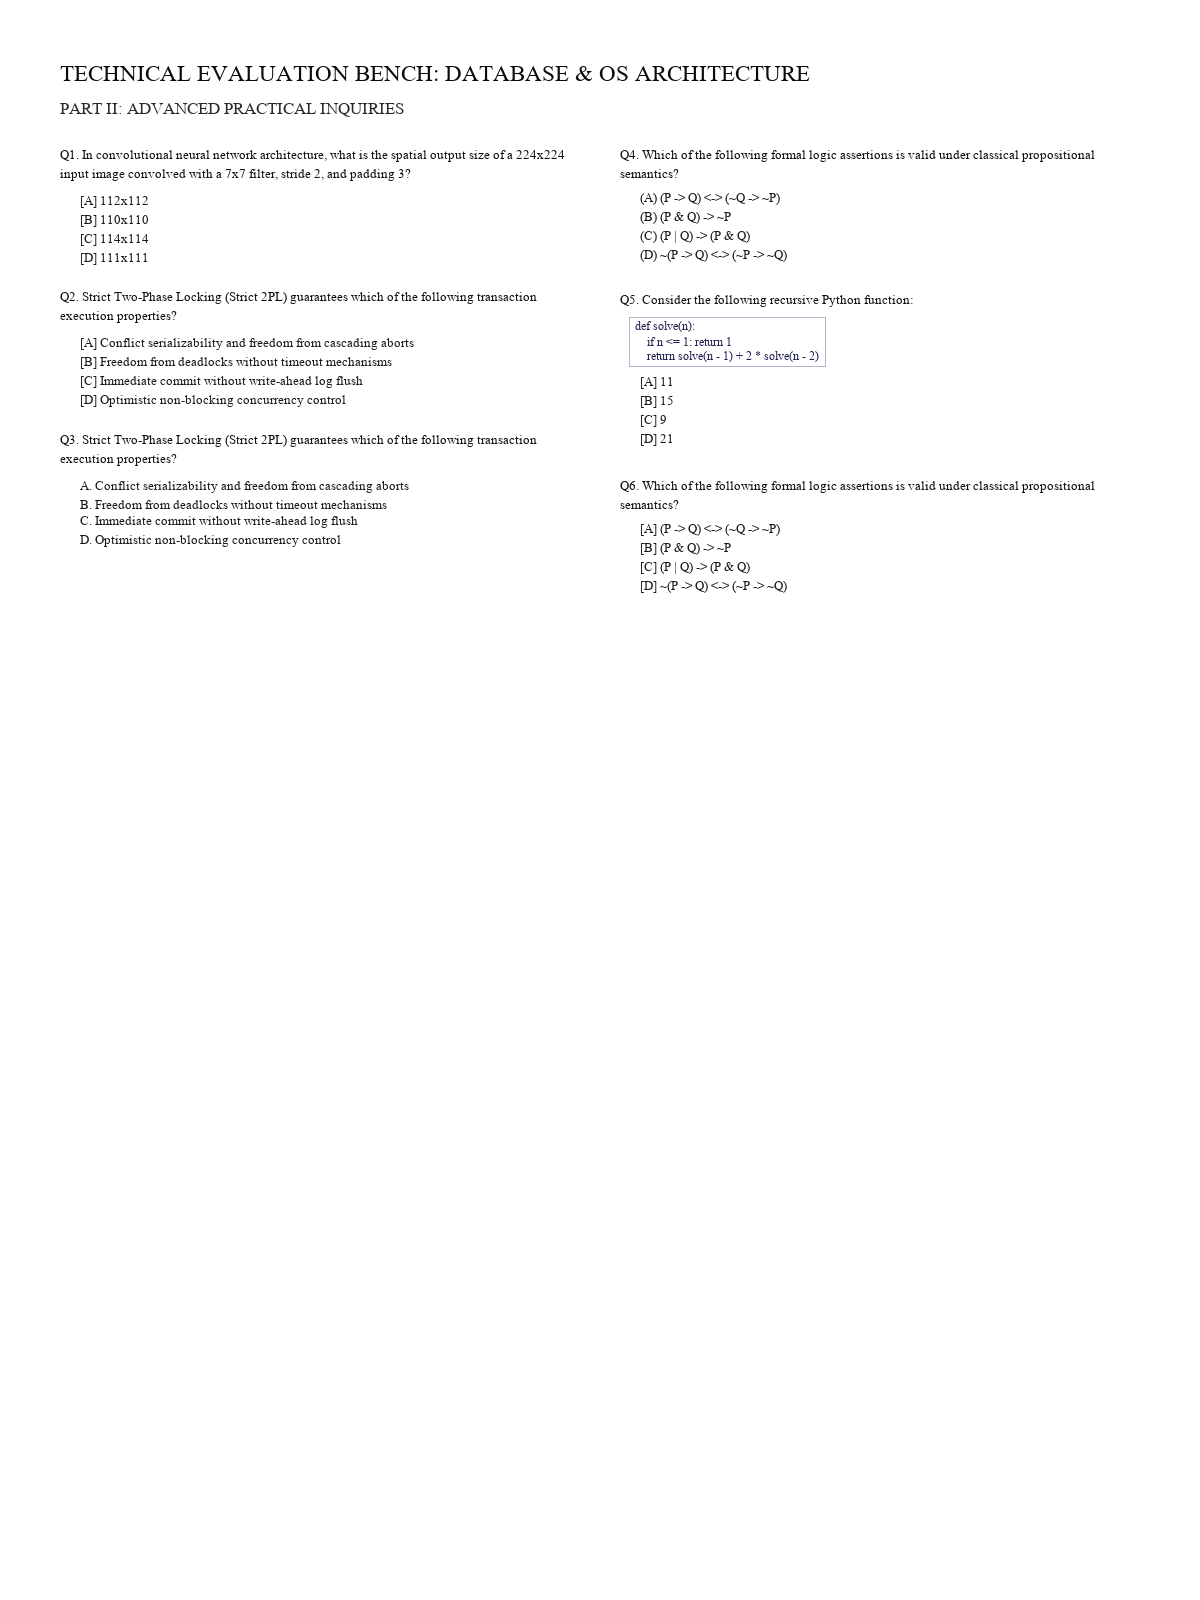 TECHNICAL EVALUATION BENCH: DATABASE & OS ARCHITECTURE
PART II: ADVANCED PRACTICAL INQUIRIES
Q1. In convolutional neural network architecture, what is the spatial output size of a 224x224
input image convolved with a 7x7 filter, stride 2, and padding 3?
[A] 112x112
[B] 110x110
[C] 114x114
[D] 111x111
Q2. Strict Two-Phase Locking (Strict 2PL) guarantees which of the following transaction
execution properties?
[A] Conflict serializability and freedom from cascading aborts
[B] Freedom from deadlocks without timeout mechanisms
[C] Immediate commit without write-ahead log flush
[D] Optimistic non-blocking concurrency control
Q3. Strict Two-Phase Locking (Strict 2PL) guarantees which of the following transaction
execution properties?
A. Conflict serializability and freedom from cascading aborts
B. Freedom from deadlocks without timeout mechanisms
C. Immediate commit without write-ahead log flush
D. Optimistic non-blocking concurrency control
Q4. Which of the following formal logic assertions is valid under classical propositional
semantics?
(A) (P -> Q) <-> (~Q -> ~P)
(B) (P & Q) -> ~P
(C) (P | Q) -> (P & Q)
(D) ~(P -> Q) <-> (~P -> ~Q)
Q5. Consider the following recursive Python function:
def solve(n):
if n <= 1: return 1
return solve(n - 1) + 2 * solve(n - 2)
[A] 11
[B] 15
[C] 9
[D] 21
Q6. Which of the following formal logic assertions is valid under classical propositional
semantics?
[A] (P -> Q) <-> (~Q -> ~P)
[B] (P & Q) -> ~P
[C] (P | Q) -> (P & Q)
[D] ~(P -> Q) <-> (~P -> ~Q)